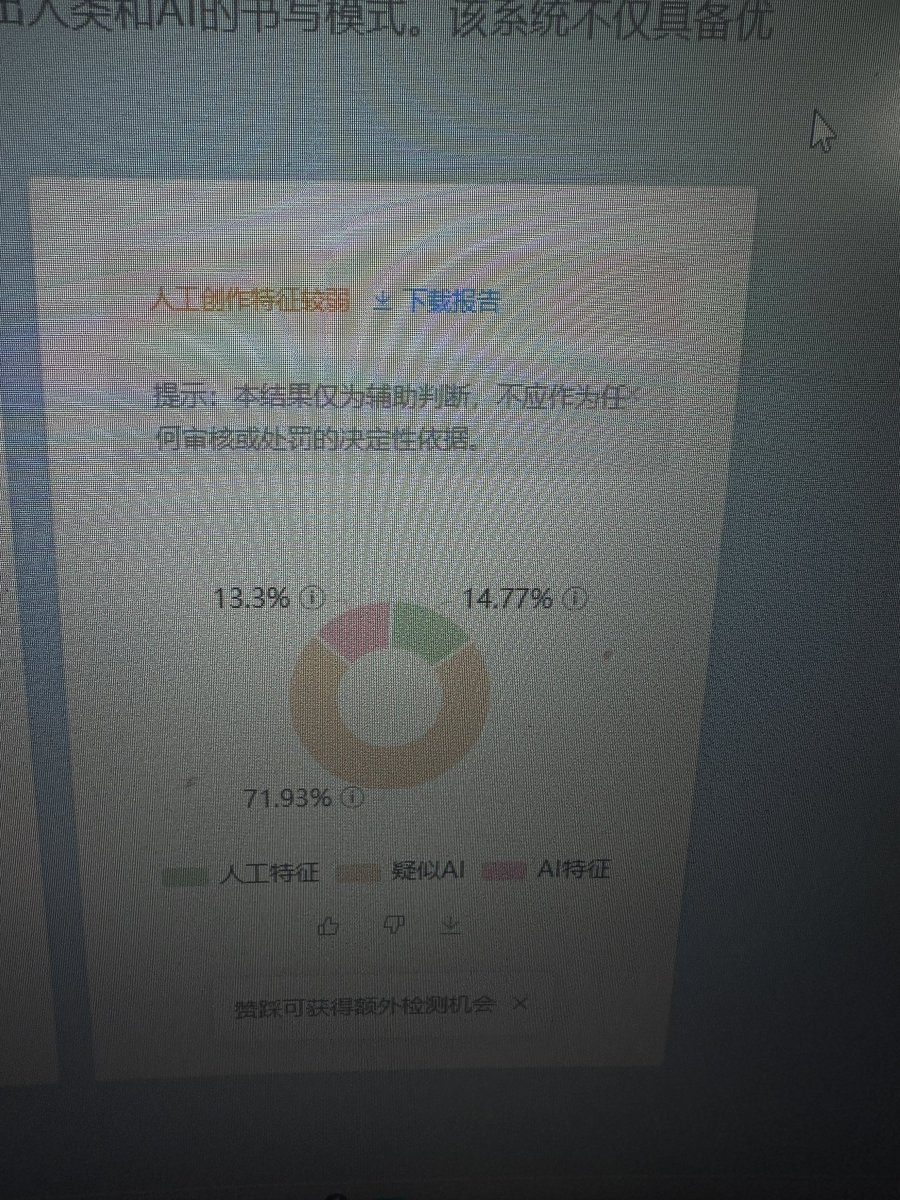 出人类和AI的书写模式。该系统不仅具备优
人工创作特征较弱 下载报告
提示：本结果仅为辅助判断，不应作为任
何审核或处罚的决定性依据。
13.3% 14.77%
71.93%
人工特征 疑似AI AI特征
赞踩可获得额外检测机会 ×